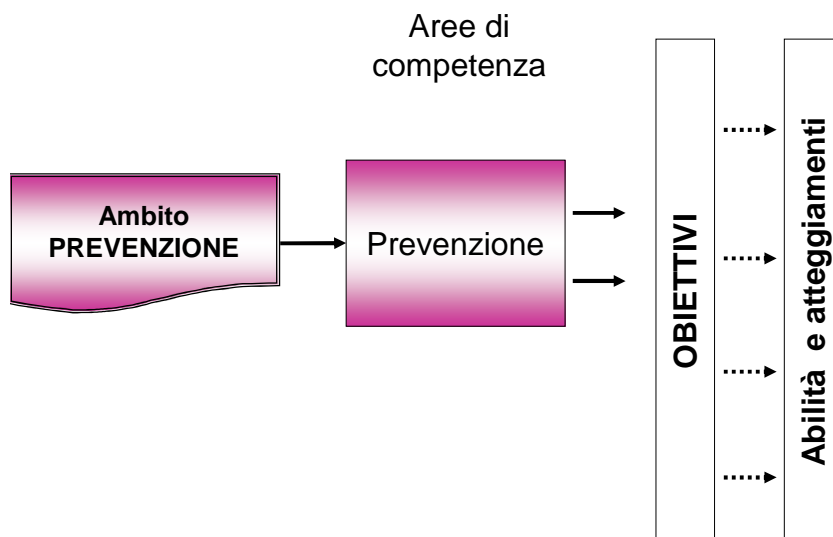 Aree di
competenza
Ambito
PREVENZIONE
Prevenzione
OBIETTIVI
Abilità e atteggiamenti